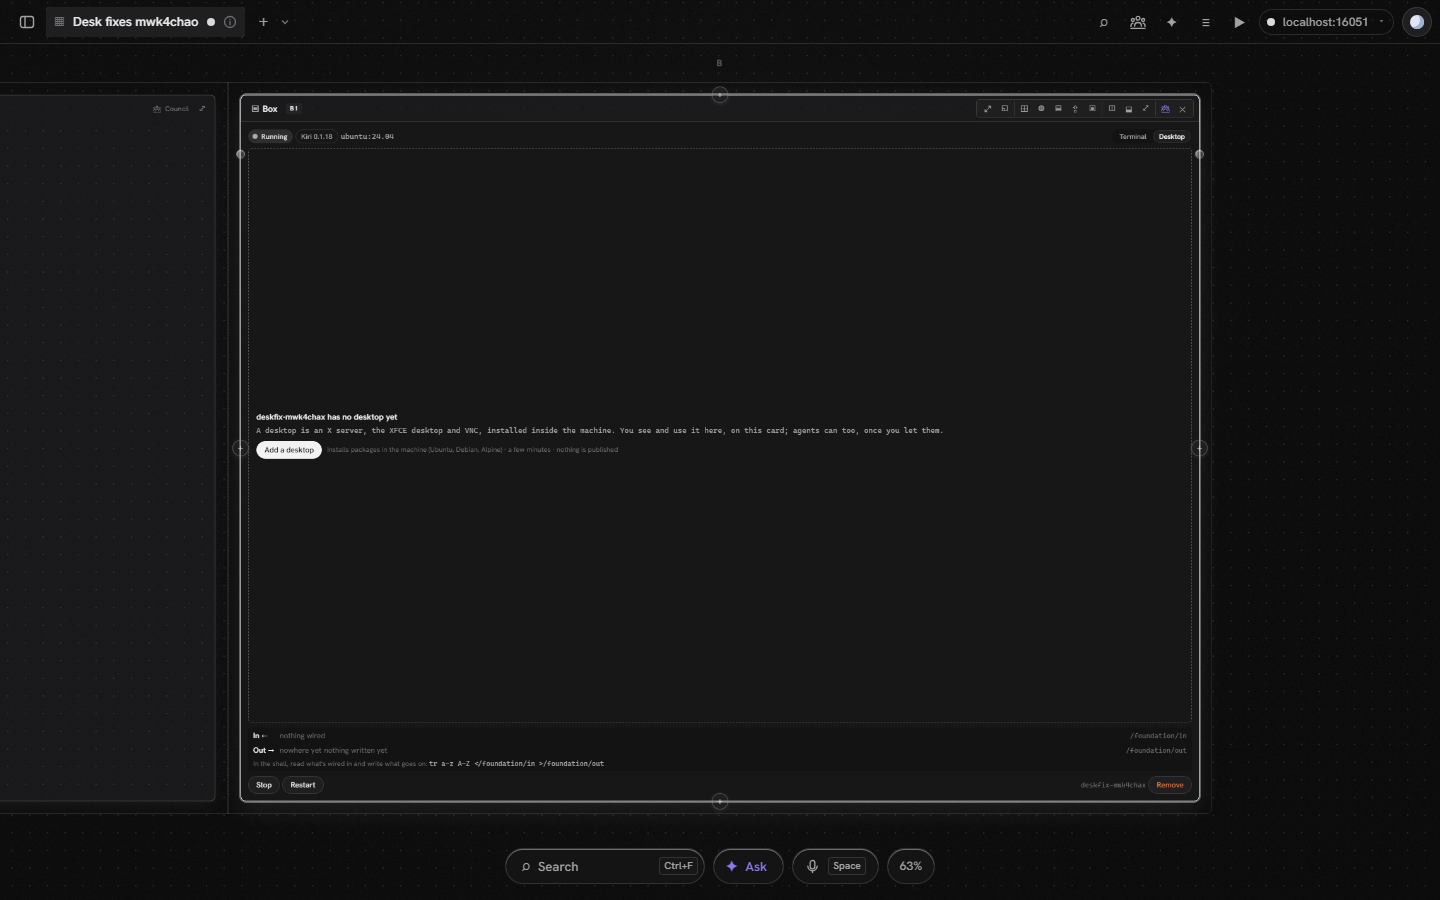 Desk fixes mwk4chao
localhost:16051
B
Council
Box
B1
Running
Kiri 0.1.18
ubuntu:24.04
Terminal
Desktop
deskfix-mwk4chax has no desktop yet
A desktop is an X server, the XFCE desktop and VNC, installed inside the machine. You see and use it here, on this card; agents can too, once you let them.
Add a desktop
Installs packages in the machine (Ubuntu, Debian, Alpine) · a few minutes · nothing is published
In ← nothing wired
/foundation/in
Out → nowhere yet nothing written yet
/foundation/out
In the shell, read what's wired in and write what goes on: tr a-z A-Z </foundation/in >/foundation/out
Stop
Restart
deskfix-mwk4chax
Remove
Search
Ctrl+F
Ask
Space
63%